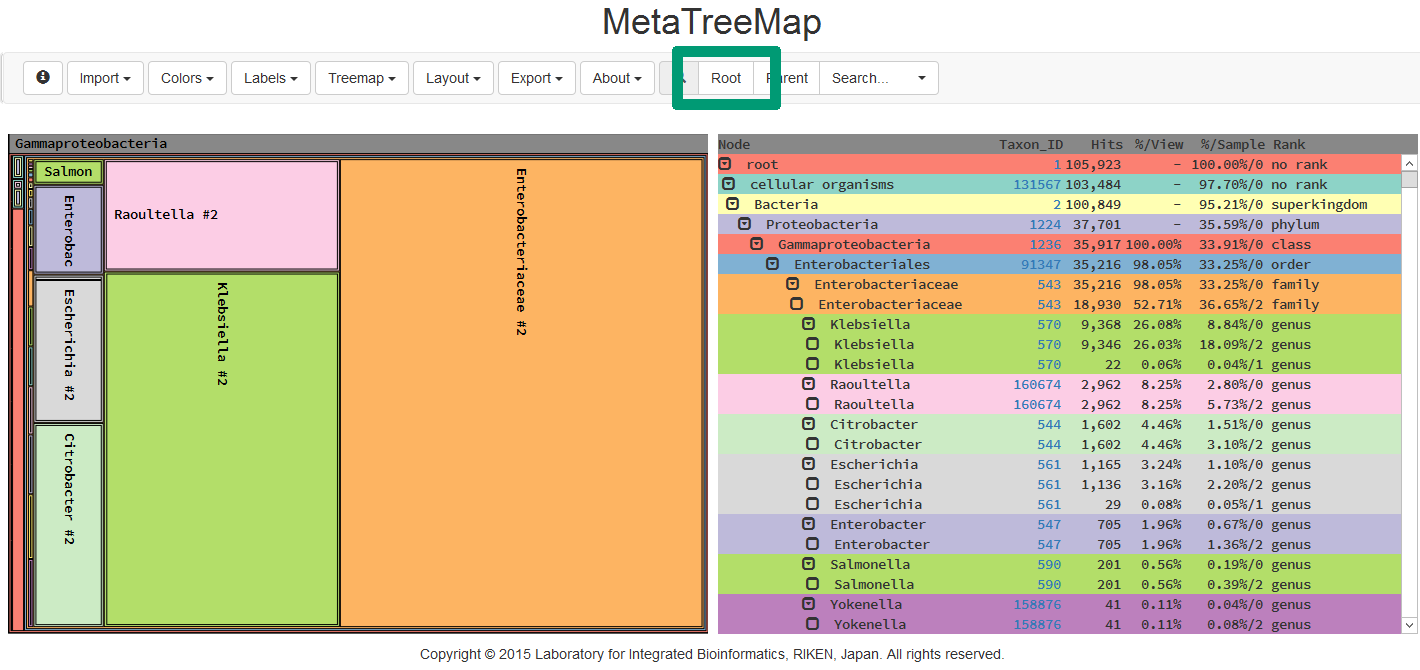 MetaTreeMap
Import Colors Labels Treemap Layout Export About Root Parent Search...
Gammaproteobacteria
Salmon
Enterobac
Escherichia #2
Citrobacter #2
Raoultella #2
Klebsiella #2
Enterobacteriaceae #2
Node Taxon_ID Hits %/View %/Sample Rank
root 1 105,923 – 100.00%/0 no rank
cellular organisms 131567 103,484 – 97.70%/0 no rank
Bacteria 2 100,849 – 95.21%/0 superkingdom
Proteobacteria 1224 37,701 – 35.59%/0 phylum
Gammaproteobacteria 1236 35,917 100.00% 33.91%/0 class
Enterobacteriales 91347 35,216 98.05% 33.25%/0 order
Enterobacteriaceae 543 35,216 98.05% 33.25%/0 family
Enterobacteriaceae 543 18,930 52.71% 36.65%/2 family
Klebsiella 570 9,368 26.08% 8.84%/0 genus
Klebsiella 570 9,346 26.03% 18.09%/2 genus
Klebsiella 570 22 0.06% 0.04%/1 genus
Raoultella 160674 2,962 8.25% 2.80%/0 genus
Raoultella 160674 2,962 8.25% 5.73%/2 genus
Citrobacter 544 1,602 4.46% 1.51%/0 genus
Citrobacter 544 1,602 4.46% 3.10%/2 genus
Escherichia 561 1,165 3.24% 1.10%/0 genus
Escherichia 561 1,136 3.16% 2.20%/2 genus
Escherichia 561 29 0.08% 0.05%/1 genus
Enterobacter 547 705 1.96% 0.67%/0 genus
Enterobacter 547 705 1.96% 1.36%/2 genus
Salmonella 590 201 0.56% 0.19%/0 genus
Salmonella 590 201 0.56% 0.39%/2 genus
Yokenella 158876 41 0.11% 0.04%/0 genus
Yokenella 158876 41 0.11% 0.08%/2 genus
Copyright © 2015 Laboratory for Integrated Bioinformatics, RIKEN, Japan. All rights reserved.